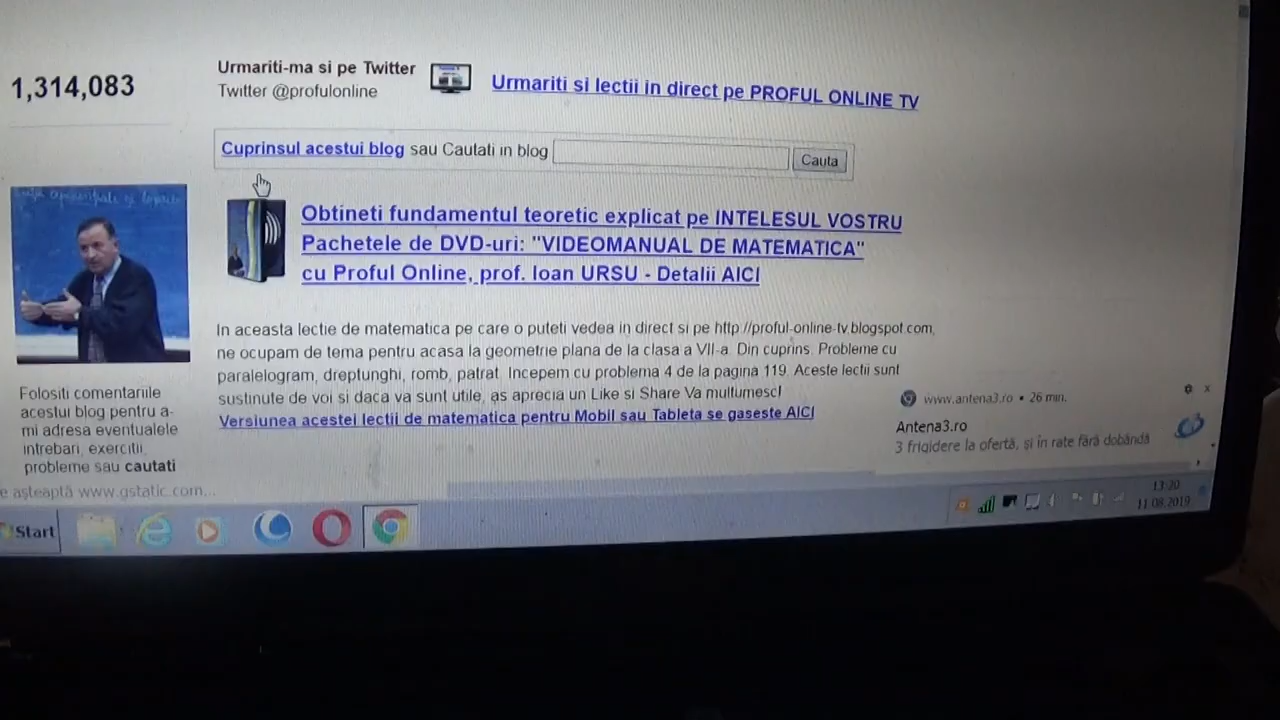 1,314,083
Urmariti-ma si pe Twitter
Twitter @profulonline
Urmariti si lectii in direct pe PROFUL ONLINE TV
Cuprinsul acestui blog sau Cautati in blog
Cauta
Obtineti fundamentul teoretic explicat pe INTELESUL VOSTRU
Pachetele de DVD-uri: "VIDEOMANUAL DE MATEMATICA"
cu Proful Online, prof. Ioan URSU - Detalii AICI
In aceasta lectie de matematica pe care o puteti vedea in direct si pe http://proful-online-tv.blogspot.com,
ne ocupam de tema pentru acasa la geometrie plana de la clasa a VII-a. Din cuprins. Probleme cu
paralelogram, dreptunghi, romb, patrat. Incepem cu problema 4 de la pagina 119. Aceste lectii sunt
sustinute de voi si daca va sunt utile, as aprecia un Like si Share Va multumesc!
Versiunea acestei lectii de matematica pentru Mobil sau Tableta se gaseste AICI
Folositi comentariile
acestui blog pentru a-
mi adresa eventualele
intrebari, exercitii,
probleme sau cautati
www.antena3.ro • 26 min.
Antena3.ro
3 frigidere la ofertă, și în rate fără dobândă
e așteaptă www.gstatic.com...
Start
13:20
11.08.2019